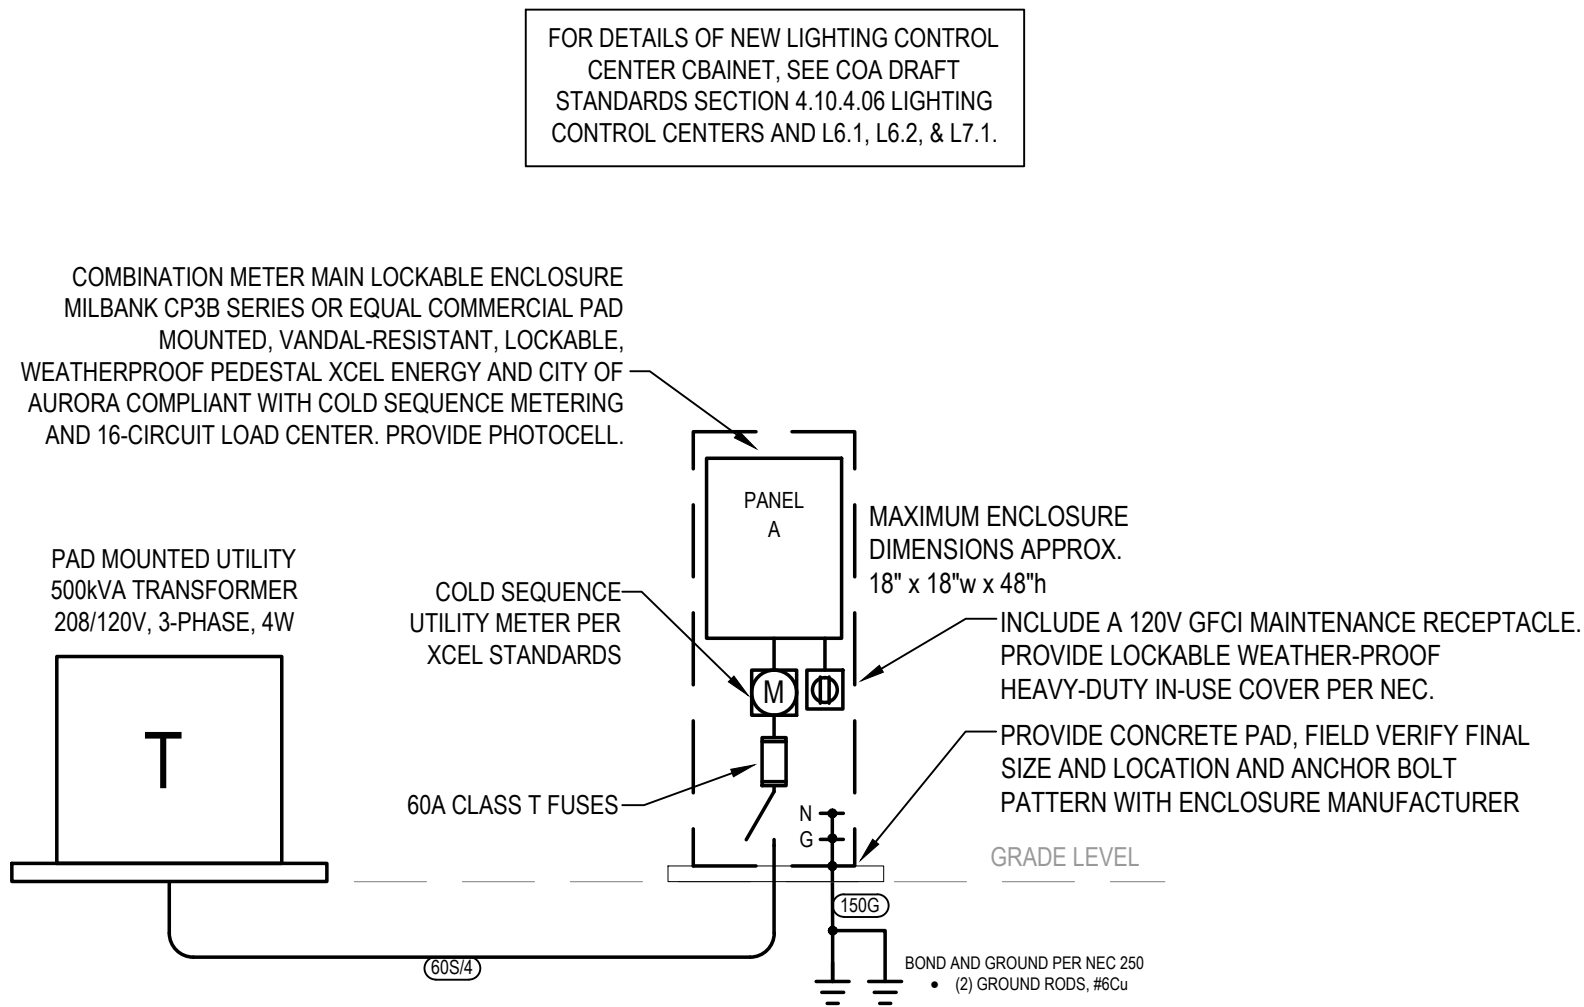 FOR DETAILS OF NEW LIGHTING CONTROL
CENTER CBAINET, SEE COA DRAFT
STANDARDS SECTION 4.10.4.06 LIGHTING
CONTROL CENTERS AND L6.1, L6.2, & L7.1.
COMBINATION METER MAIN LOCKABLE ENCLOSURE
MILBANK CP3B SERIES OR EQUAL COMMERCIAL PAD
MOUNTED, VANDAL-RESISTANT, LOCKABLE,
WEATHERPROOF PEDESTAL XCEL ENERGY AND CITY OF
AURORA COMPLIANT WITH COLD SEQUENCE METERING
AND 16-CIRCUIT LOAD CENTER. PROVIDE PHOTOCELL.
PANEL
A
MAXIMUM ENCLOSURE
DIMENSIONS APPROX.
18" x 18"w x 48"h
PAD MOUNTED UTILITY
500kVA TRANSFORMER
208/120V, 3-PHASE, 4W
T
COLD SEQUENCE
UTILITY METER PER
XCEL STANDARDS
M
INCLUDE A 120V GFCI MAINTENANCE RECEPTACLE.
PROVIDE LOCKABLE WEATHER-PROOF
HEAVY-DUTY IN-USE COVER PER NEC.
PROVIDE CONCRETE PAD, FIELD VERIFY FINAL
SIZE AND LOCATION AND ANCHOR BOLT
PATTERN WITH ENCLOSURE MANUFACTURER
60A CLASS T FUSES
N
G
GRADE LEVEL
150G
60S/4
BOND AND GROUND PER NEC 250
• (2) GROUND RODS, #6Cu